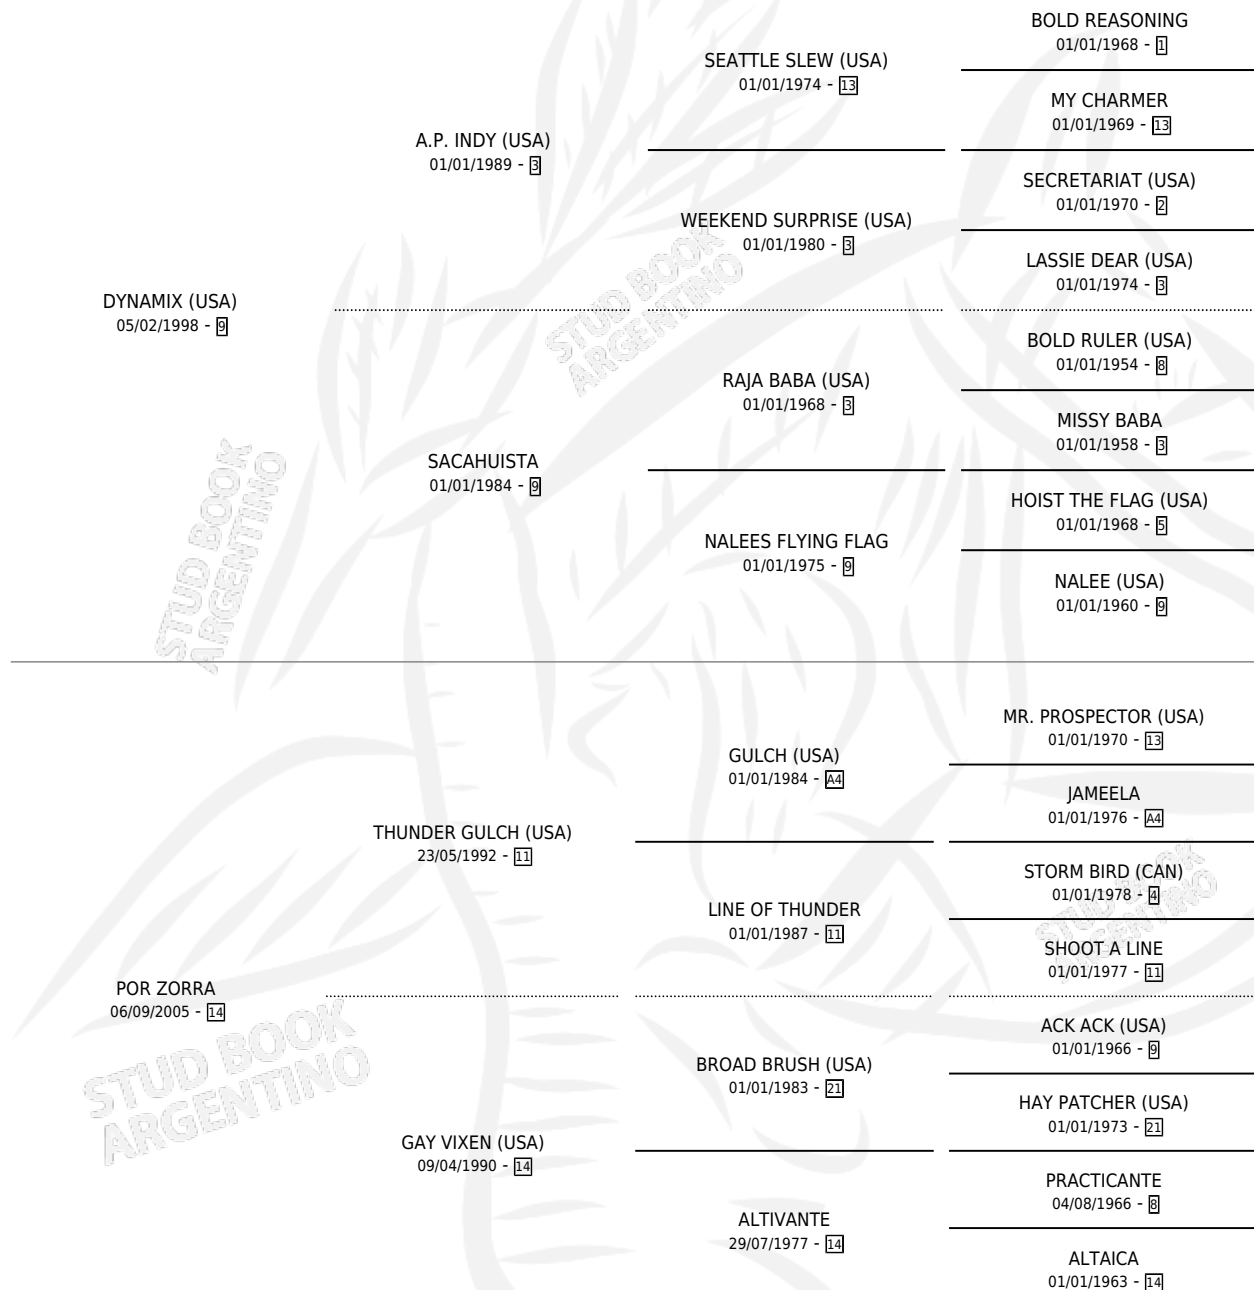 BOLD REASONING
01/01/1968 - 1
SEATTLE SLEW (USA)
01/01/1974 - 13
MY CHARMER
01/01/1969 - 13
A.P. INDY (USA)
01/01/1989 - 3
SECRETARIAT (USA)
01/01/1970 - 2
WEEKEND SURPRISE (USA)
01/01/1980 - 3
LASSIE DEAR (USA)
01/01/1974 - 3
DYNAMIX (USA)
05/02/1998 - 9
BOLD RULER (USA)
01/01/1954 - 8
RAJA BABA (USA)
01/01/1968 - 3
MISSY BABA
01/01/1958 - 3
SACAHUISTA
01/01/1984 - 9
HOIST THE FLAG (USA)
01/01/1968 - 5
NALEES FLYING FLAG
01/01/1975 - 9
NALEE (USA)
01/01/1960 - 9
MR. PROSPECTOR (USA)
01/01/1970 - 13
GULCH (USA)
01/01/1984 - A4
JAMEELA
01/01/1976 - A4
THUNDER GULCH (USA)
23/05/1992 - 11
STORM BIRD (CAN)
01/01/1978 - 4
LINE OF THUNDER
01/01/1987 - 11
SHOOT A LINE
01/01/1977 - 11
POR ZORRA
06/09/2005 - 14
ACK ACK (USA)
01/01/1966 - 9
BROAD BRUSH (USA)
01/01/1983 - 21
HAY PATCHER (USA)
01/01/1973 - 21
GAY VIXEN (USA)
09/04/1990 - 14
PRACTICANTE
04/08/1966 - 8
ALTIVANTE
29/07/1977 - 14
ALTAICA
01/01/1963 - 14
STUD BOOK
ARGENTINO
STUD BOOK
ARGENTINO
STUD BOOK
ARGENTINO
STUD BOOK
ARGENTINO